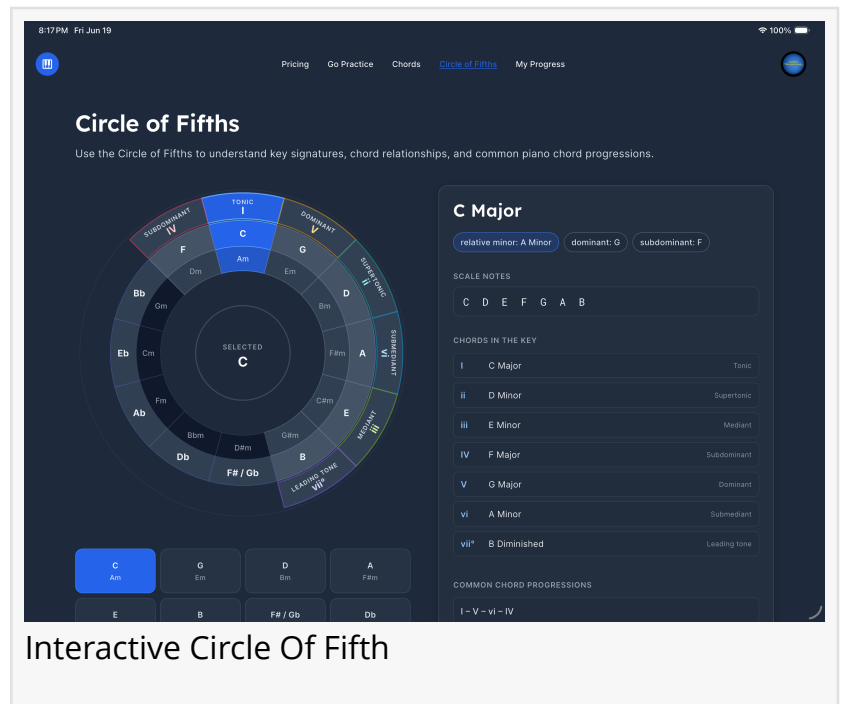 8:17 PM Fri Jun 19
100%
Pricing Go Practice Chords Circle of Fifths My Progress
Circle of Fifths
Use the Circle of Fifths to understand key signatures, chord relationships, and common piano chord progressions.
SUBDOMINANT
IV
TONIC
I
DOMINANT
V
SUPERTONIC
ii
SUBMEDIANT
vi
MEDIANT
iii
LEADING TONE
vii°
C
Am
G
Em
D
Bm
A
F#m
E
C#m
B
G#m
F# / Gb
D#m
Db
Bbm
Ab
Fm
Eb
Cm
Bb
Gm
F
Dm
SELECTED
C
C
Am
G
Em
D
Bm
A
F#m
E
B
F# / Gb
Db
C Major
relative minor: A Minor
dominant: G
subdominant: F
SCALE NOTES
C D E F G A B
CHORDS IN THE KEY
I C Major Tonic
ii D Minor Supertonic
iii E Minor Mediant
IV F Major Subdominant
V G Major Dominant
vi A Minor Submediant
vii° B Diminished Leading tone
COMMON CHORD PROGRESSIONS
I – V – vi – IV
Interactive Circle Of Fifth